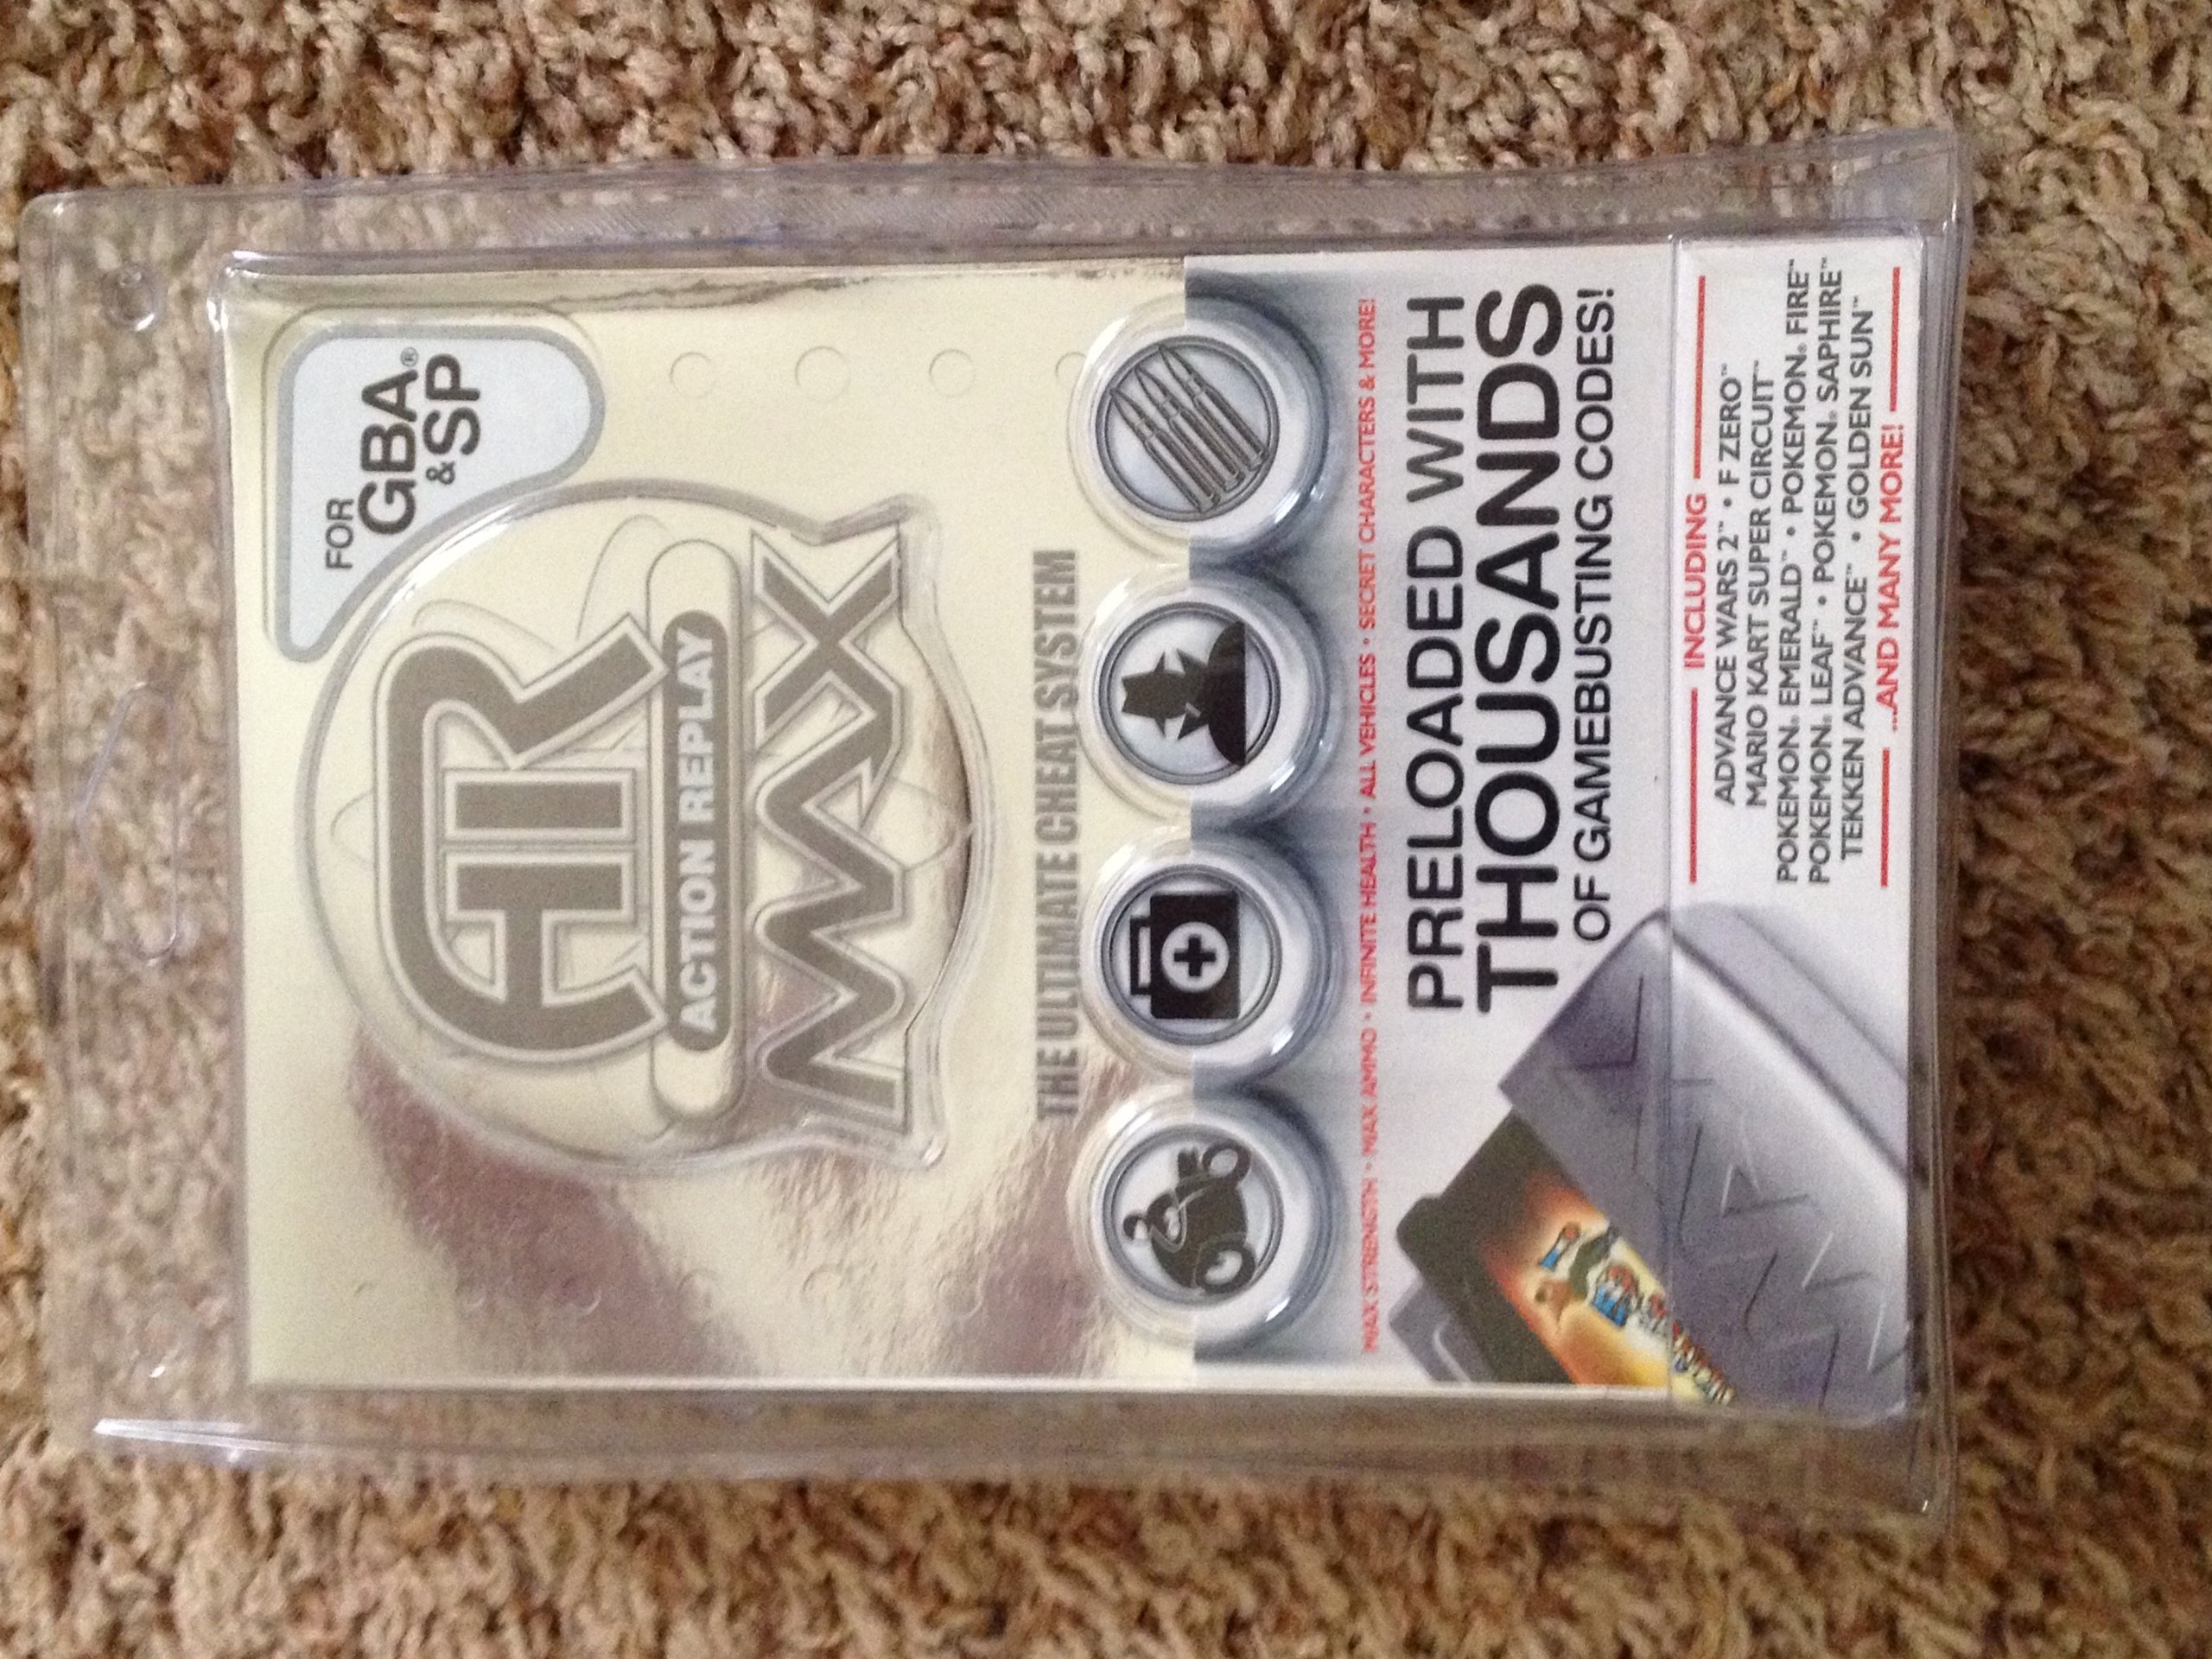 FOR
GBA®
& SP
AR
ACTION REPLAY
MAX
THE ULTIMATE CHEAT SYSTEM
MAX STRENGTH • MAX AMMO • INFINITE HEALTH • ALL VEHICLES • SECRET CHARACTERS & MORE!
PRELOADED WITH
THOUSANDS
OF GAMEBUSTING CODES!
INCLUDING
ADVANCE WARS 2™ • F ZERO™
MARIO KART SUPER CIRCUIT™
POKEMON® EMERALD™ • POKEMON® FIRE™
POKEMON® LEAF™ • POKEMON® SAPHIRE™
TEKKEN ADVANCE™ • GOLDEN SUN™
...AND MANY MORE!